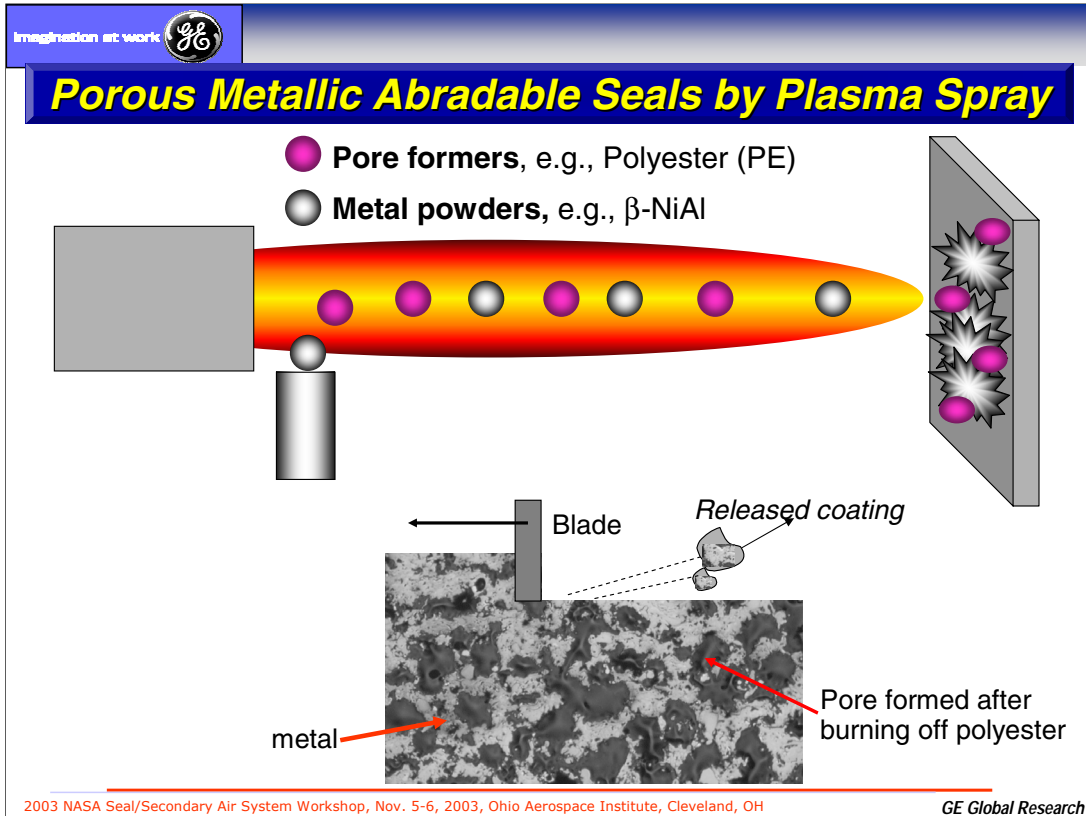 imagination at work
GE
Porous Metallic Abradable Seals by Plasma Spray
Pore formers, e.g., Polyester (PE)
Metal powders, e.g., β-NiAl
Blade
Released coating
Pore formed after
burning off polyester
metal
2003 NASA Seal/Secondary Air System Workshop, Nov. 5-6, 2003, Ohio Aerospace Institute, Cleveland, OH
GE Global Research